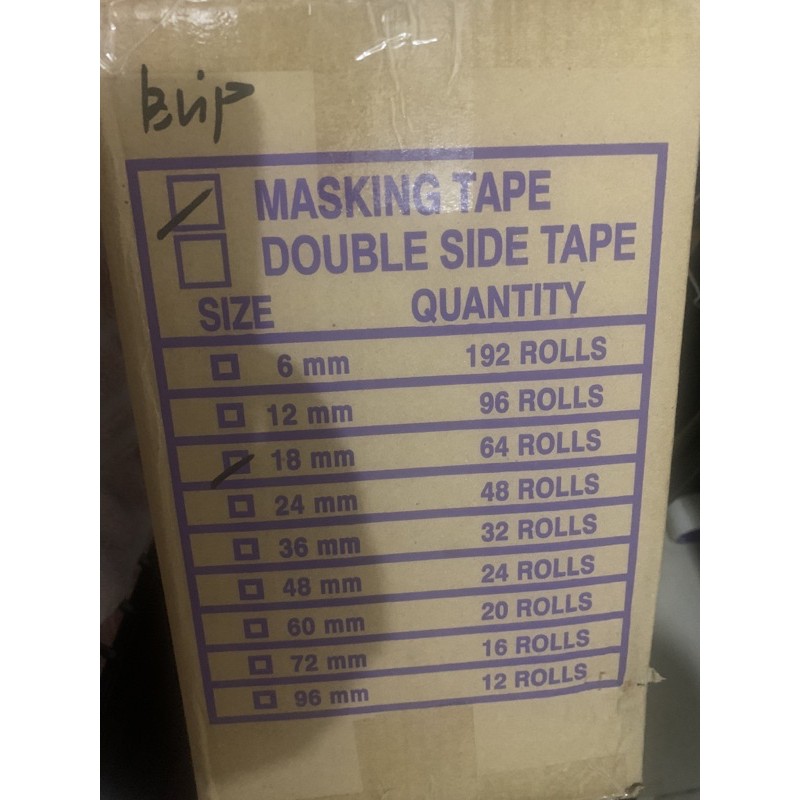 MASKING TAPE
DOUBLE SIDE TAPE
SIZE QUANTITY
6 mm 192 ROLLS
12 mm 96 ROLLS
18 mm 64 ROLLS
24 mm 48 ROLLS
36 mm 32 ROLLS
48 mm 24 ROLLS
60 mm 20 ROLLS
72 mm 16 ROLLS
96 mm 12 ROLLS